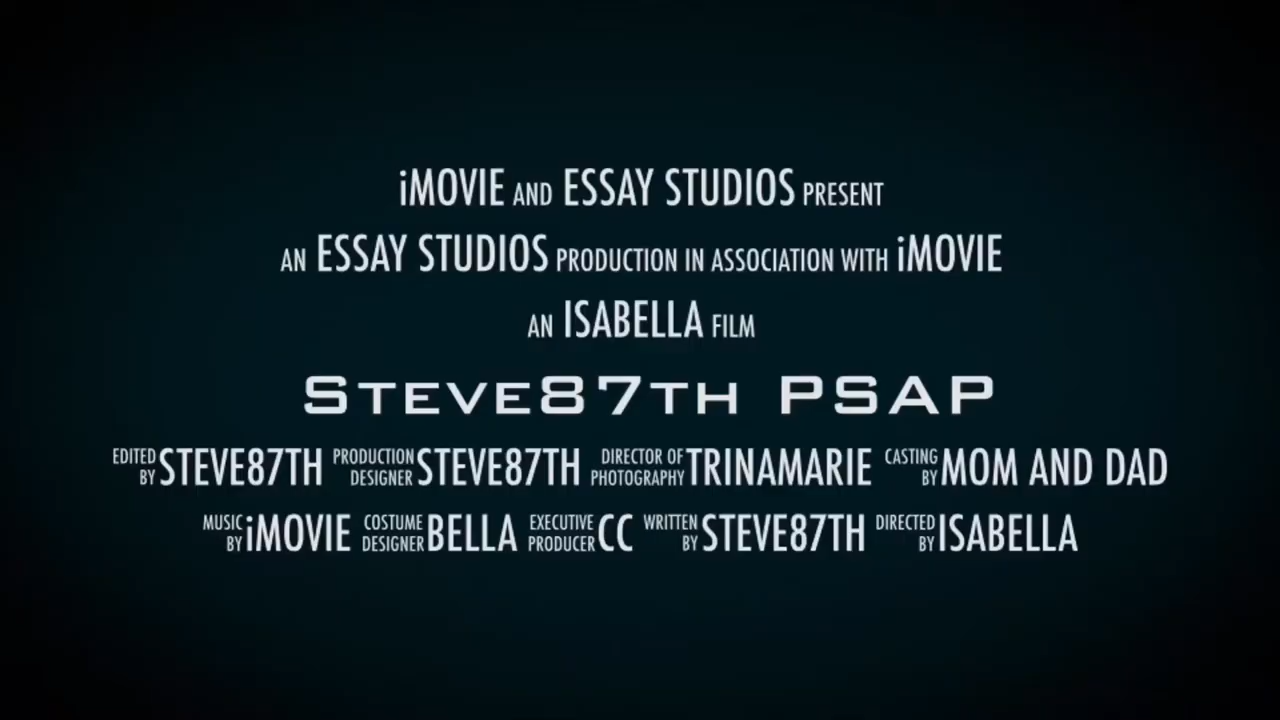 iMOVIE AND ESSAY STUDIOS PRESENT
AN ESSAY STUDIOS PRODUCTION IN ASSOCIATION WITH iMOVIE
AN ISABELLA FILM
STEVE87TH PSAP
EDITED BY STEVE87TH PRODUCTION DESIGNER STEVE87TH DIRECTOR OF PHOTOGRAPHY TRINAMARIE CASTING BY MOM AND DAD
MUSIC BY iMOVIE COSTUME DESIGNER BELLA EXECUTIVE PRODUCER CC WRITTEN BY STEVE87TH DIRECTED BY ISABELLA